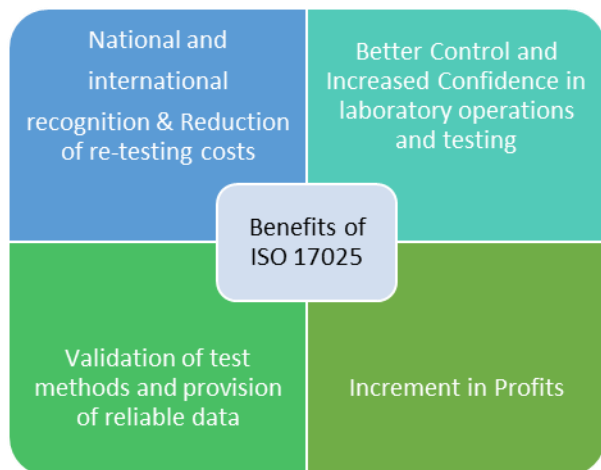 National and
international
recognition & Reduction
of re-testing costs
Better Control and
Increased Confidence in
laboratory operations
and testing
Benefits of
ISO 17025
Validation of test
methods and provision
of reliable data
Increment in Profits